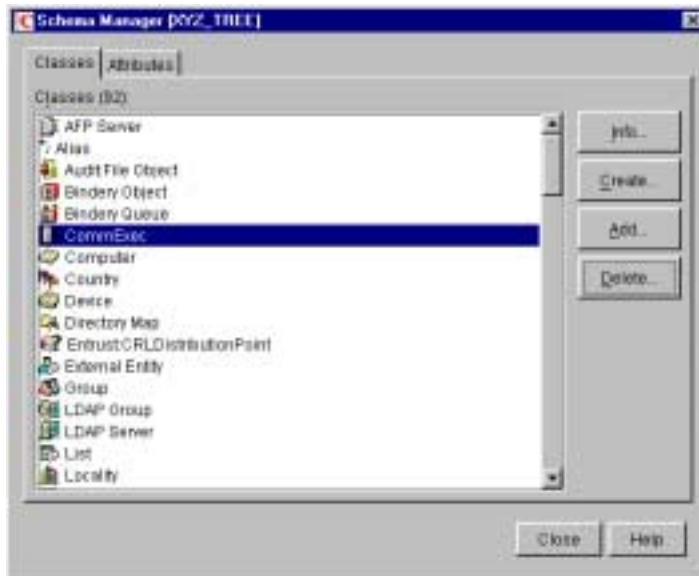 Schema Manager [XYZ_TREE]
Classes
Attributes
Classes (92)
AFP Server
Alias
Audit File Object
Bindery Object
Bindery Queue
CommExec
Computer
Country
Device
Directory Map
Entrust:CRLDistributionPoint
External Entity
Group
LDAP Group
LDAP Server
List
Locality
Info...
Create...
Add...
Delete...
Close
Help